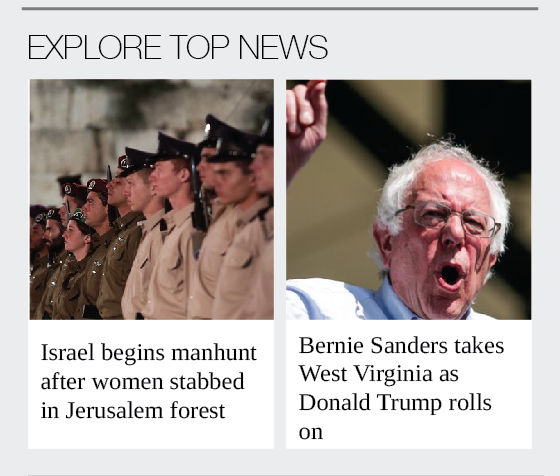 EXPLORE TOP NEWS
Israel begins manhunt
after women stabbed
in Jerusalem forest
Bernie Sanders takes
West Virginia as
Donald Trump rolls
on